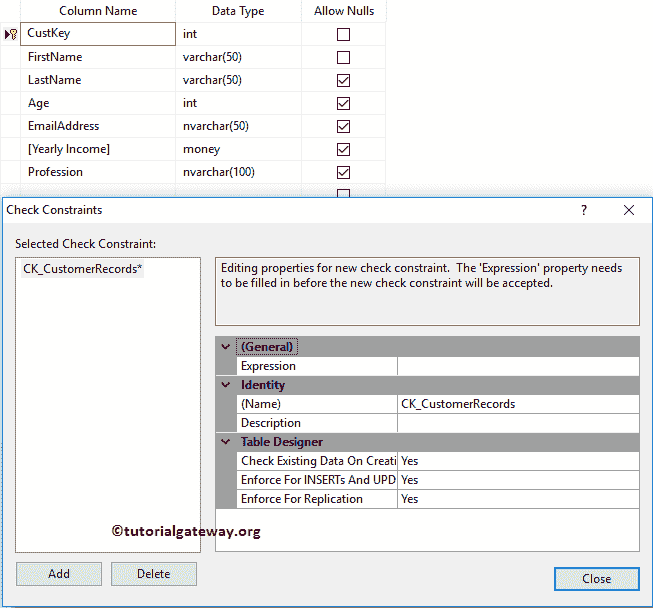 Column Name Data Type Allow Nulls
CustKey int
FirstName varchar(50)
LastName varchar(50)
Age int
EmailAddress nvarchar(50)
[Yearly Income] money
Profession nvarchar(100)
Check Constraints ?
Selected Check Constraint:
CK_CustomerRecords*
Editing properties for new check constraint. The 'Expression' property needs
to be filled in before the new check constraint will be accepted.
(General)
Expression
Identity
(Name) CK_CustomerRecords
Description
Table Designer
Check Existing Data On Creati Yes
Enforce For INSERTs And UPD Yes
Enforce For Replication Yes
©tutorialgateway.org
Add Delete
Close